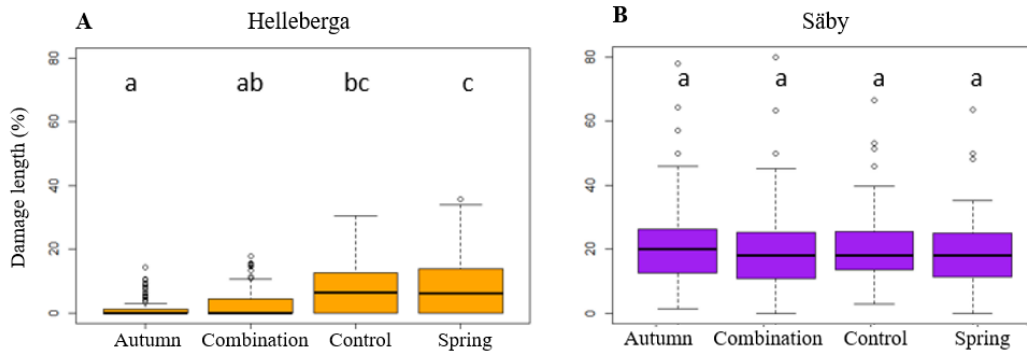 A Helleberga
B Säby
Damage length (%)
80
60
40
20
0
a ab bc c
Autumn Combination Control Spring
80
60
40
20
0
a a a a
Autumn Combination Control Spring